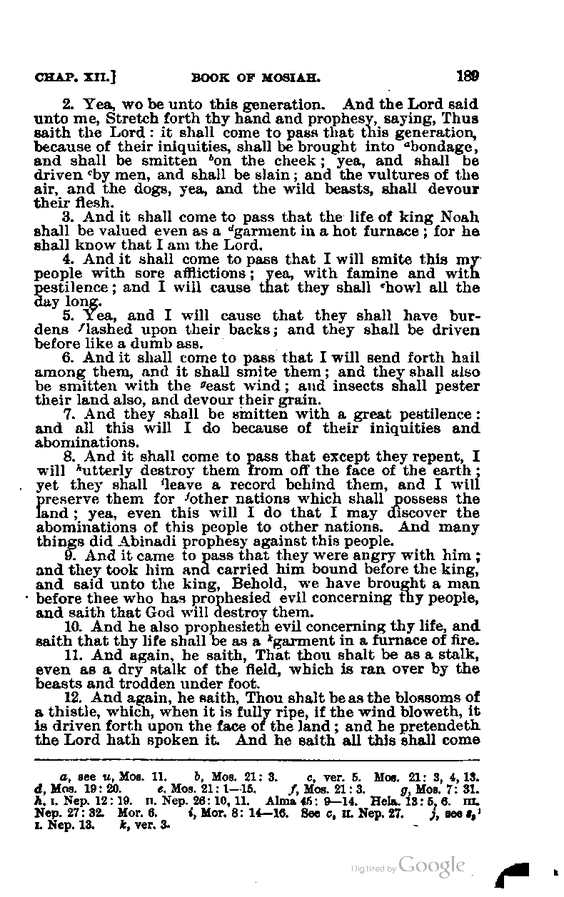 CHAP. XII.] BOOK OF MOSIAH. 189
2. Yea, wo be unto this generation. And the Lord said
unto me, Stretch forth thy hand and prophesy, saying, Thus
saith the Lord: it shall come to pass that this generation,
because of their iniquities, shall be brought into ᵃbondage,
and shall be smitten ᵇon the cheek; yea, and shall be
driven ᶜby men, and shall be slain; and the vultures of the
air, and the dogs, yea, and the wild beasts, shall devour
their flesh.
3. And it shall come to pass that the life of king Noah
shall be valued even as a ᵈgarment in a hot furnace; for he
shall know that I am the Lord.
4. And it shall come to pass that I will smite this my
people with sore afflictions; yea, with famine and with
pestilence; and I will cause that they shall ᵉhowl all the
day long.
5. Yea, and I will cause that they shall have bur-
dens ᶠlashed upon their backs; and they shall be driven
before like a dumb ass.
6. And it shall come to pass that I will send forth hail
among them, and it shall smite them; and they shall also
be smitten with the ᵍeast wind; and insects shall pester
their land also, and devour their grain.
7. And they shall be smitten with a great pestilence:
and all this will I do because of their iniquities and
abominations.
8. And it shall come to pass that except they repent, I
will ʰutterly destroy them from off the face of the earth;
yet they shall ⁱleave a record behind them, and I will
preserve them for ʲother nations which shall possess the
land; yea, even this will I do that I may discover the
abominations of this people to other nations. And many
things did Abinadi prophesy against this people.
9. And it came to pass that they were angry with him;
and they took him and carried him bound before the king,
and said unto the king, Behold, we have brought a man
before thee who has prophesied evil concerning thy people,
and saith that God will destroy them.
10. And he also prophesieth evil concerning thy life, and
saith that thy life shall be as a ᵏgarment in a furnace of fire.
11. And again, he saith, That thou shalt be as a stalk,
even as a dry stalk of the field, which is ran over by the
beasts and trodden under foot.
12. And again, he saith, Thou shalt be as the blossoms of
a thistle, which, when it is fully ripe, if the wind bloweth, it
is driven forth upon the face of the land; and he pretendeth
the Lord hath spoken it. And he saith all this shall come
a, see u, Mos. 11. b, Mos. 21: 3. c, ver. 5. Mos. 21: 3, 4, 13.
d, Mos. 19: 20. e, Mos. 21: 1—15. f, Mos. 21: 3. g, Mos. 7: 31.
h, I. Nep. 12: 19. II. Nep. 26: 10, 11. Alma 45: 9—14. Hela. 13: 5, 6. III.
Nep. 27: 32. Mor. 6. i, Mor. 8: 14—16. See c, II. Nep. 27. j, see s,
I. Nep. 13. k, ver. 3.
Digitized by Google